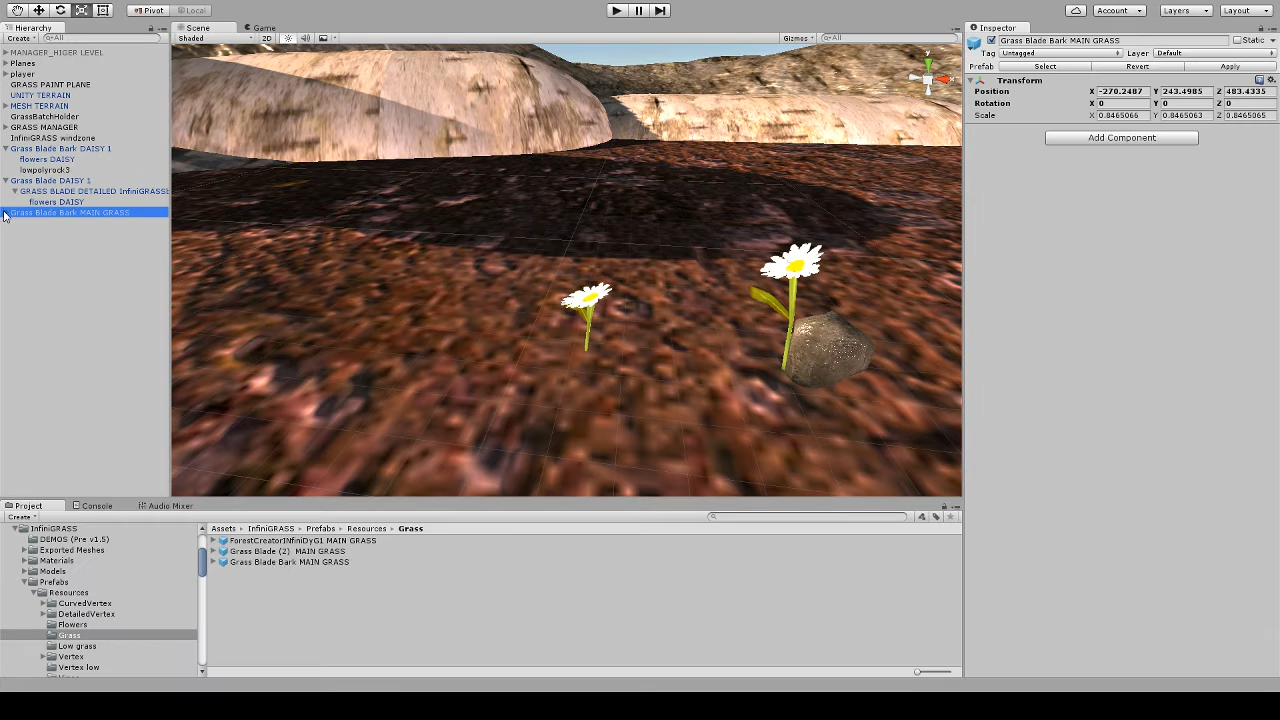 Pivot
Local
Account
Layers
Layout
Hierarchy
Create
All
MANAGER_HIGER LEVEL
Planes
player
GRASS PAINT PLANE
UNITY TERRAIN
MESH TERRAIN
GrassBatchHolder
GRASS MANAGER
InfiniGRASS windzone
Grass Blade Bark DAISY 1
flowers DAISY
lowpolyrock3
Grass Blade DAISY 1
GRASS BLADE DETAILED InfiniGRASSE
flowers DAISY
Grass Blade Bark MAIN GRASS
Scene
Game
Shaded
2D
Gizmos
All
y
Inspector
Grass Blade Bark MAIN GRASS
Static
Tag Untagged Layer Default
Prefab Select Revert Apply
Transform
Position X -270.2487 Y 243.4985 Z 483.4335
Rotation X 0 Y 0 Z 0
Scale X 0.8465066 Y 0.8465063 Z 0.8465065
Add Component
Project
Console
Audio Mixer
Create
InfiniGRASS
DEMOS (Pre v1.5)
Exported Meshes
Materials
Models
Prefabs
Resources
CurvedVertex
DetailedVertex
Flowers
Grass
Low grass
Vertex
Vertex low
Assets InfiniGRASS Prefabs Resources Grass
ForestCreatorINfiniDyG1 MAIN GRASS
Grass Blade (2) MAIN GRASS
Grass Blade Bark MAIN GRASS